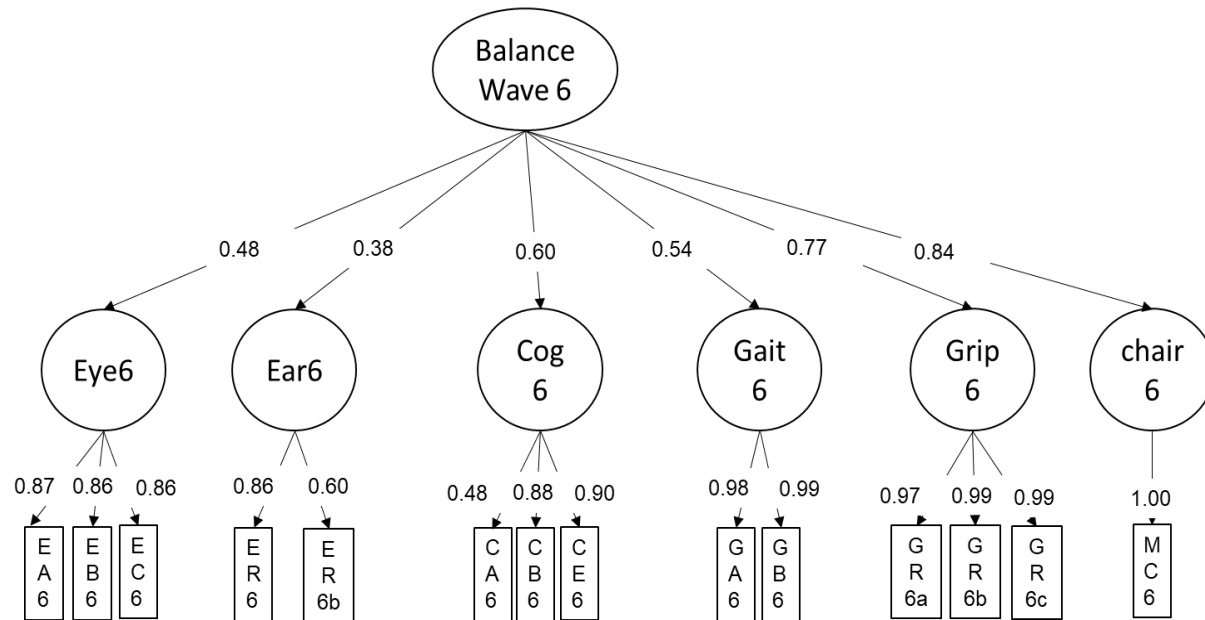 Balance
Wave 6
0.48
0.38
0.60
0.54
0.77
0.84
Eye6
Ear6
Cog
6
Gait
6
Grip
6
chair
6
0.87
0.86
0.86
0.86
0.60
0.48
0.88
0.90
0.98
0.99
0.97
0.99
0.99
1.00
E
A
6
E
B
6
E
C
6
E
R
6
E
R
6b
C
A
6
C
B
6
C
E
6
G
A
6
G
B
6
G
R
6a
G
R
6b
G
R
6c
M
C
6